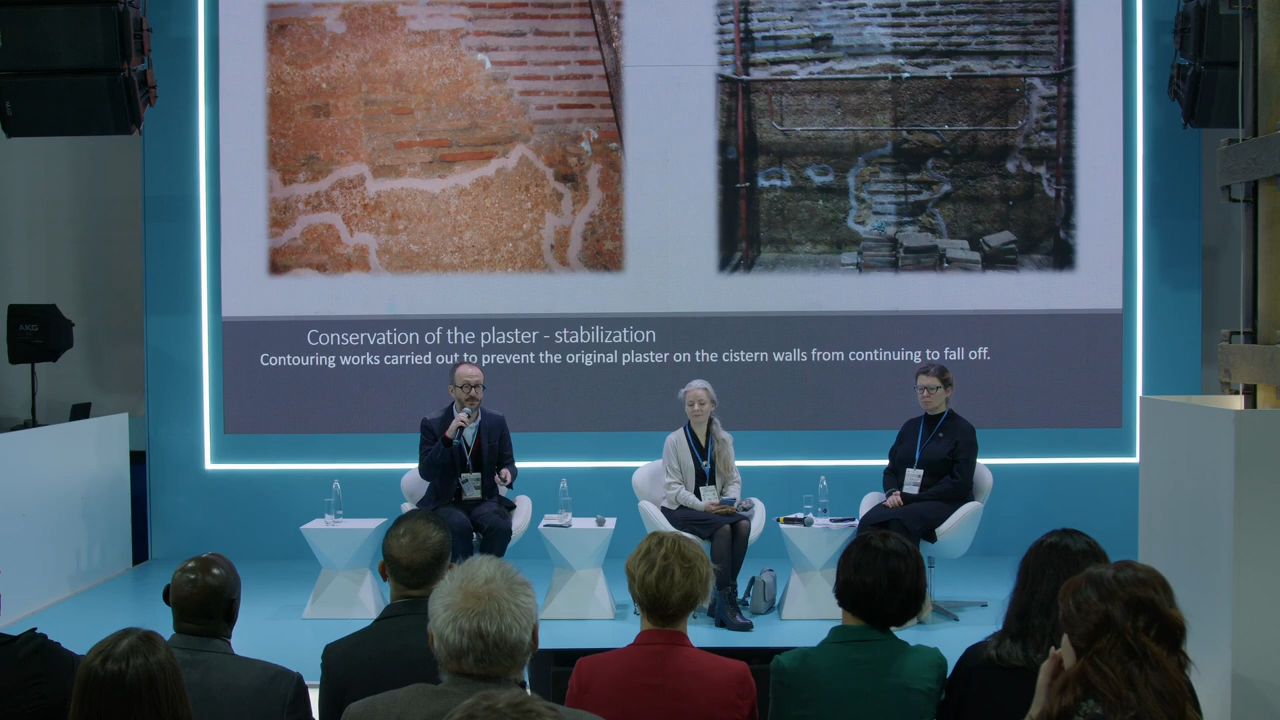 AKG
Conservation of the plaster - stabilization
Contouring works carried out to prevent the original plaster on the cistern walls from continuing to fall off.